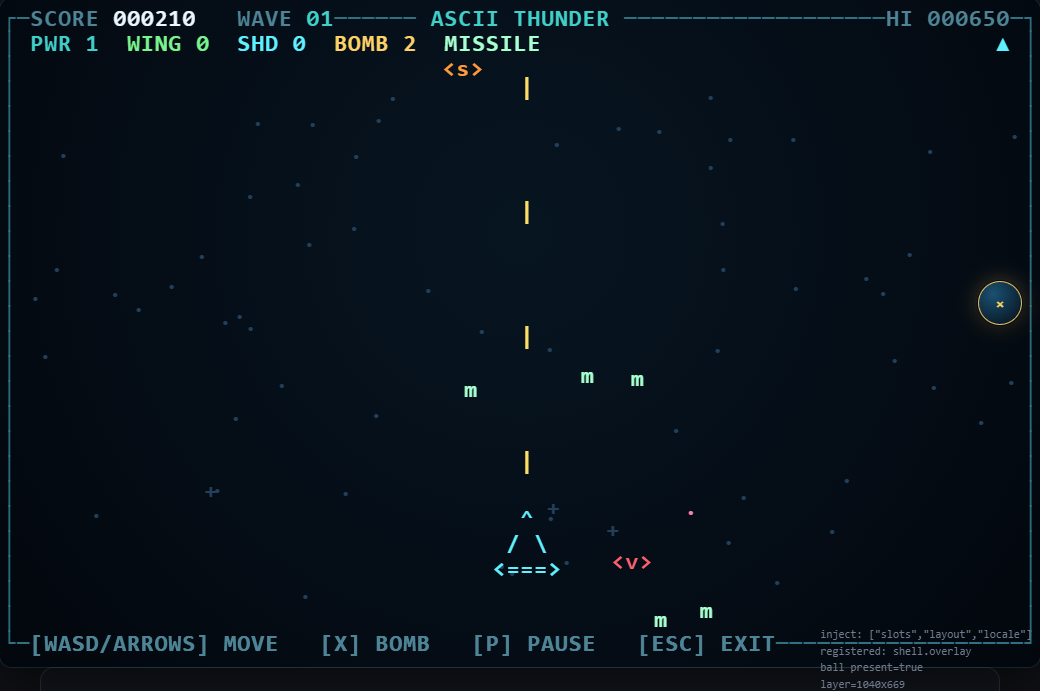 SCORE 000210 WAVE 01 ASCII THUNDER HI 000650
PWR 1 WING 0 SHD 0 BOMB 2 MISSILE ▲
<s>
|
|
|
m m m
|
^
/ \
<===> <v>
m m
[WASD/ARROWS] MOVE [X] BOMB [P] PAUSE [ESC] EXIT
inject: ["slots","layout","locale"]
registered: shell.overlay
ball present=true
layer=1040x669